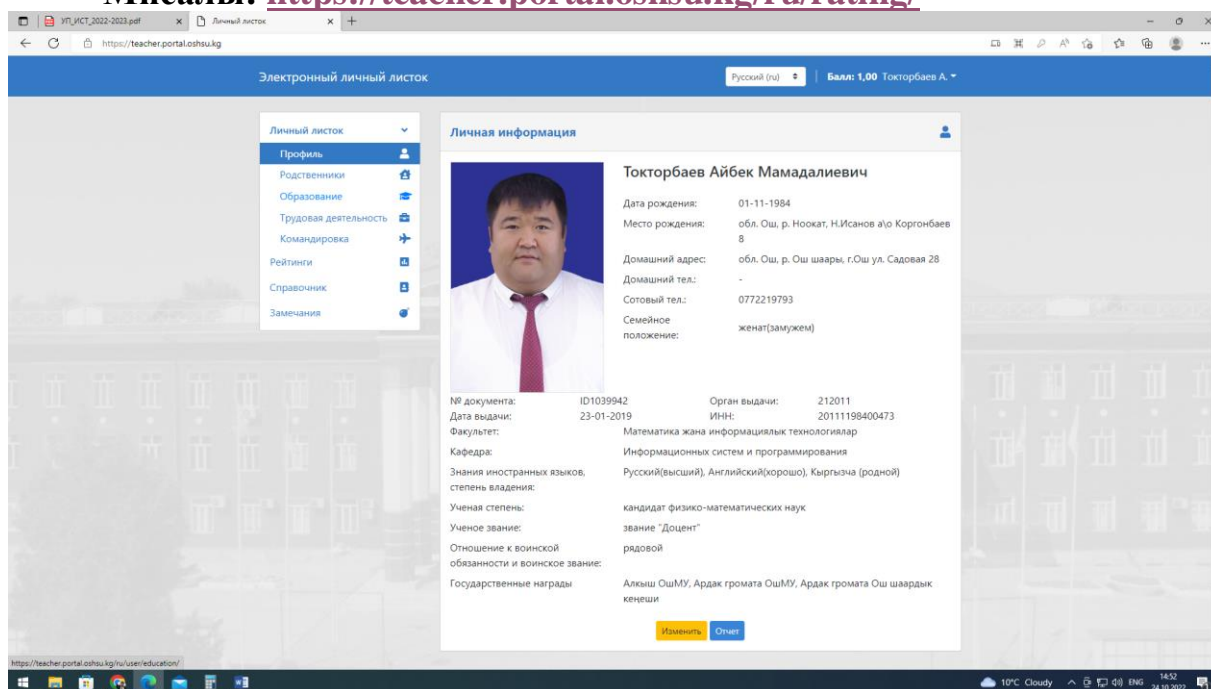 Мисалы: https://teacher.portal.oshsu.kg/ru/rating/
УП_ИСТ_2022-2023.pdf
Личный листок
https://teacher.portal.oshsu.kg
Электронный личный листок
Русский (ru)
Балл: 1,00 Токторбаев А.
Личный листок
Профиль
Родственники
Образование
Трудовая деятельность
Командировка
Рейтинги
Справочник
Замечания
Личная информация
Токторбаев Айбек Мамадалиевич
Дата рождения: 01-11-1984
Место рождения: обл. Ош, р. Ноокат, Н.Исанов а\о Коргонбаев
8
Домашний адрес: обл. Ош, р. Ош шаары, г.Ош ул. Садовая 28
Домашний тел.: -
Сотовый тел.: 0772219793
Семейное
положение: женат(замужем)
№ документа: ID1039942 Орган выдачи: 212011
Дата выдачи: 23-01-2019 ИНН: 20111198400473
Факультет: Математика жана информациялык технологиялар
Кафедра: Информационных систем и программирования
Знания иностранных языков, Русский(высший), Английский(хорошо), Кыргызча (родной)
степень владения:
Ученая степень: кандидат физико-математических наук
Ученое звание: звание "Доцент"
Отношение к воинской рядовой
обязанности и воинское звание:
Государственные награды Алкыш ОшМУ, Ардак громата ОшМУ, Ардак громата Ош шаардык
кеңеши
Изменить Отчет
https://teacher.portal.oshsu.kg/ru/user/education/
10°C Cloudy ENG 14:52
24.10.2022